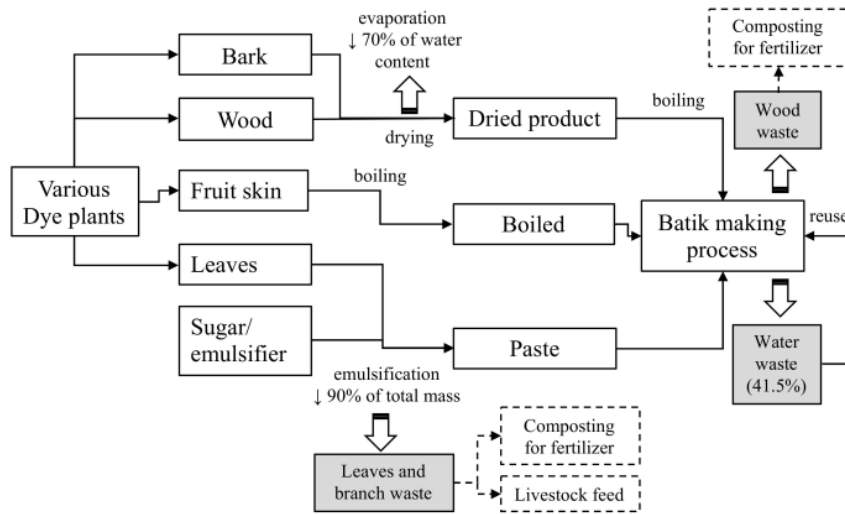 evaporation
↓ 70% of water
content
Composting
for fertilizer
Bark
Wood
drying
Dried product
boiling
Wood
waste
Various
Dye plants
Fruit skin
boiling
Boiled
Batik making
process
reuse
Leaves
Sugar/
emulsifier
Paste
Water
waste
(41.5%)
emulsification
↓ 90% of total mass
Leaves and
branch waste
Composting
for fertilizer
Livestock feed